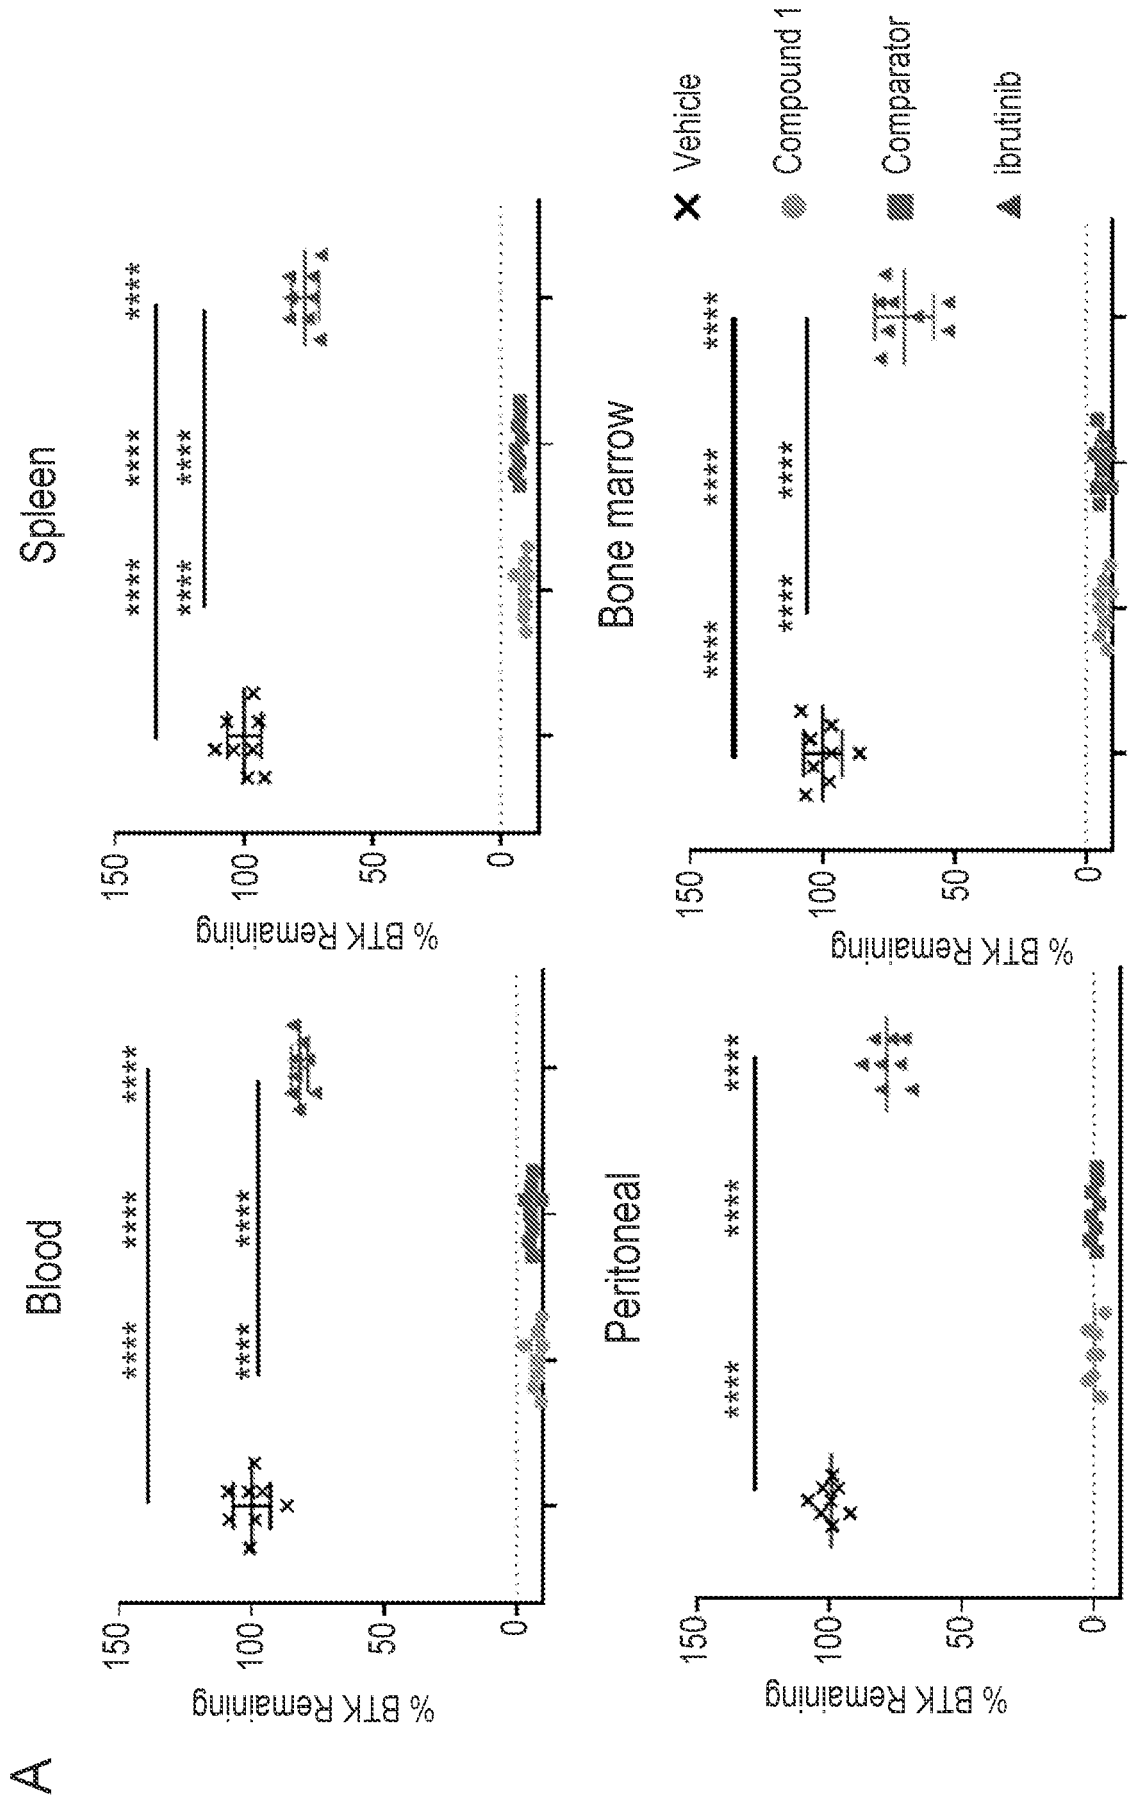 A
Blood
% BTK Remaining
150
100
50
0
**** **** ****
**** ****
Spleen
% BTK Remaining
150
100
50
0
**** **** ****
**** ****
Peritoneal
% BTK Remaining
150
100
50
0
**** **** ****
Bone marrow
% BTK Remaining
150
100
50
0
**** **** ****
**** ****
Vehicle
Compound 1
Comparator
ibrutinib